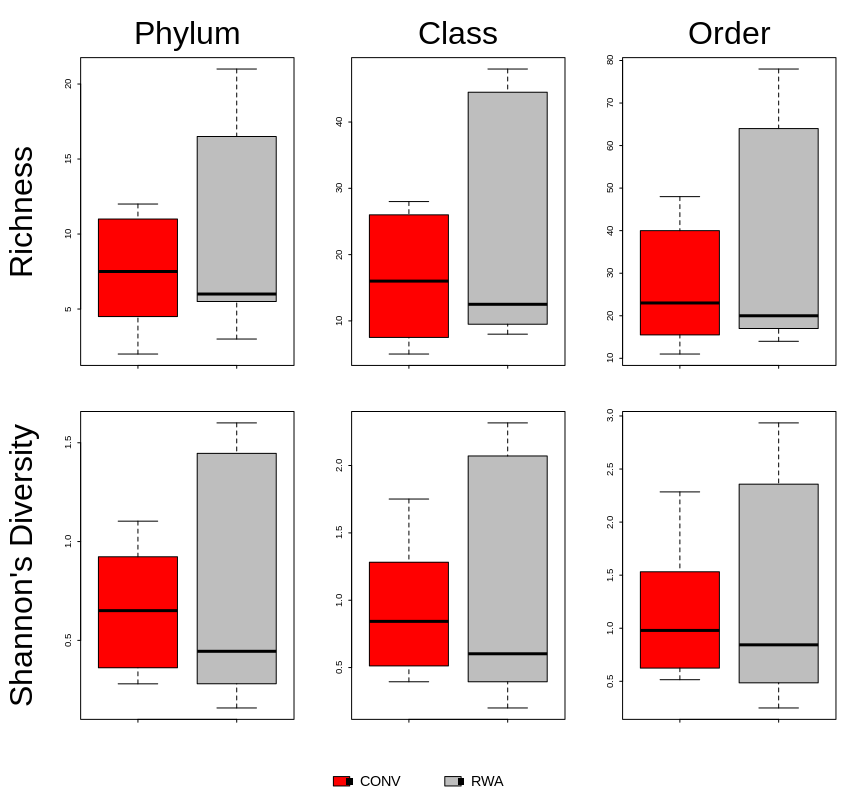 Phylum Class Order
Richness
5 10 15 20
10 20 30 40
10 20 30 40 50 60 70 80
Shannon's Diversity
0.5 1.0 1.5
0.5 1.0 1.5 2.0
0.5 1.0 1.5 2.0 2.5 3.0
CONV RWA